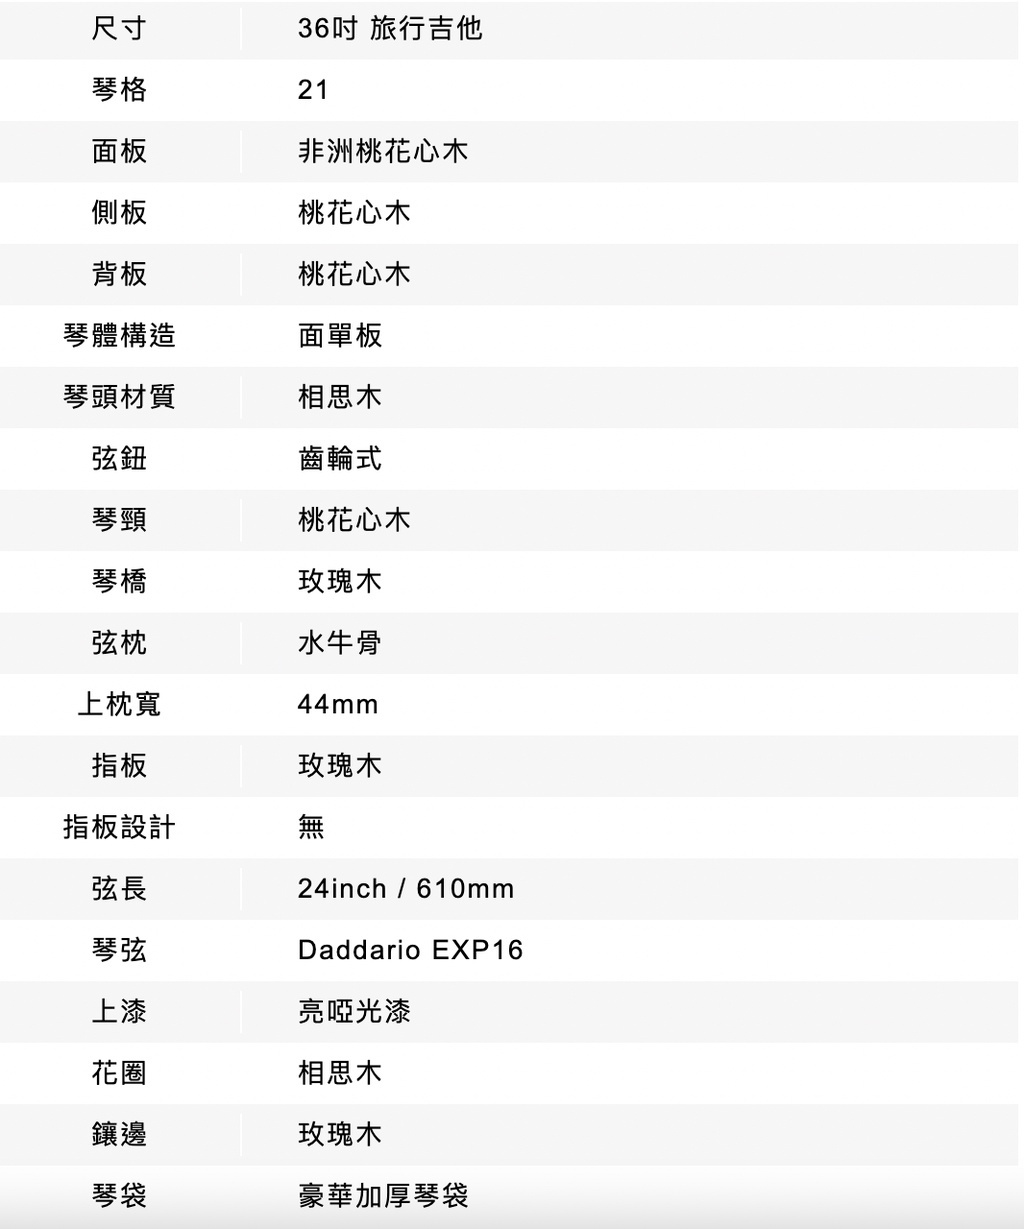 尺寸 36吋 旅行吉他
琴格 21
面板 非洲桃花心木
側板 桃花心木
背板 桃花心木
琴體構造 面單板
琴頭材質 相思木
弦鈕 齒輪式
琴頸 桃花心木
琴橋 玫瑰木
弦枕 水牛骨
上枕寬 44mm
指板 玫瑰木
指板設計 無
弦長 24inch / 610mm
琴弦 Daddario EXP16
上漆 亮啞光漆
花圈 相思木
鑲邊 玫瑰木
琴袋 豪華加厚琴袋